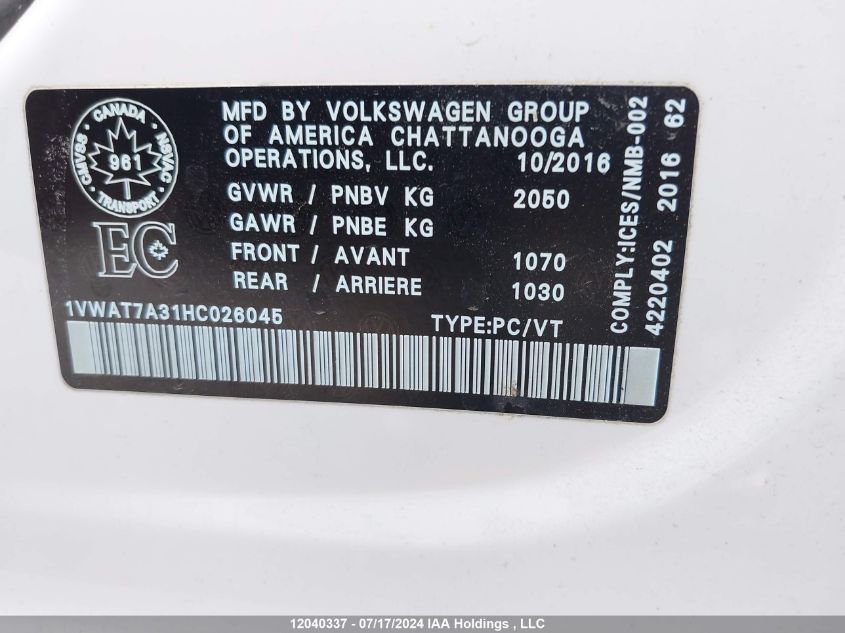 CANADA
CMVSS 961 NSVAC
TRANSPORT
EC
MFD BY VOLKSWAGEN GROUP
OF AMERICA CHATTANOOGA
OPERATIONS, LLC. 10/2016
GVWR / PNBV KG 2050
GAWR / PNBE KG
FRONT / AVANT 1070
REAR / ARRIERE 1030
1VWAT7A31HC026045 TYPE:PC/VT
COMPLY:ICES/NMB-002
4220402 2016 62
12040337 - 07/17/2024 IAA Holdings , LLC